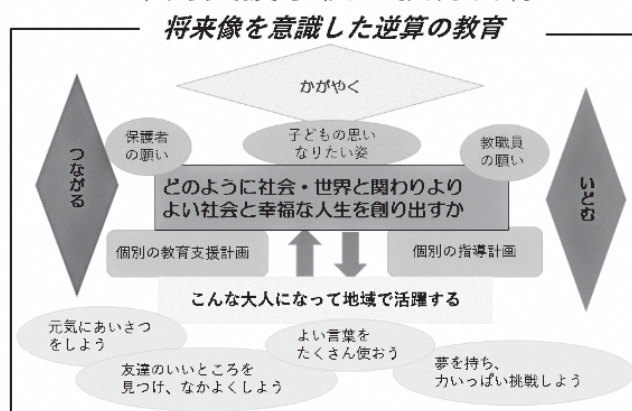 将来像を意識した逆算の教育
かがやく
保護者
の願い
子どもの思い
なりたい姿
教職員
の願い
つながる
どのように社会・世界と関わりより
よい社会と幸福な人生を創り出すか
いどむ
個別の教育支援計画
個別の指導計画
こんな大人になって地域で活躍する
元気にあいさつ
をしよう
よい言葉を
たくさん使おう
友達のいいところを
見つけ、なかよくしよう
夢を持ち、
力いっぱい挑戦しよう